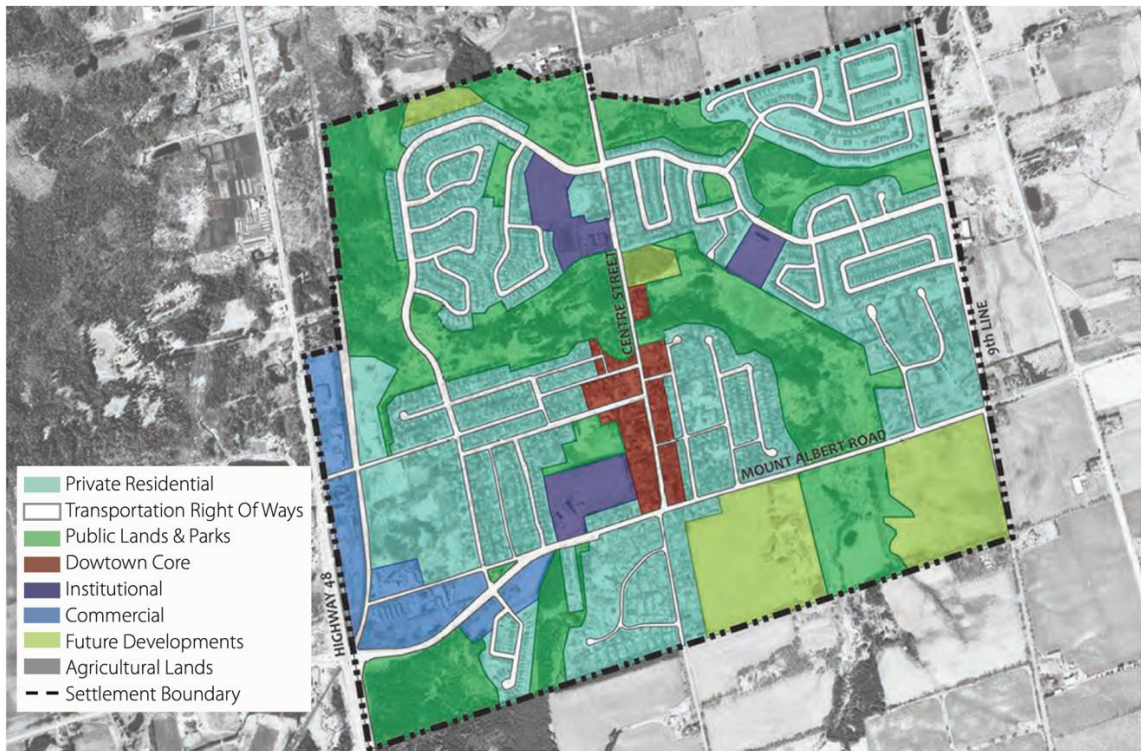 CENTRE STREET
9th LINE
MOUNT ALBERT ROAD
HIGHWAY 48
Private Residential
Transportation Right Of Ways
Public Lands & Parks
Dowtown Core
Institutional
Commercial
Future Developments
Agricultural Lands
Settlement Boundary